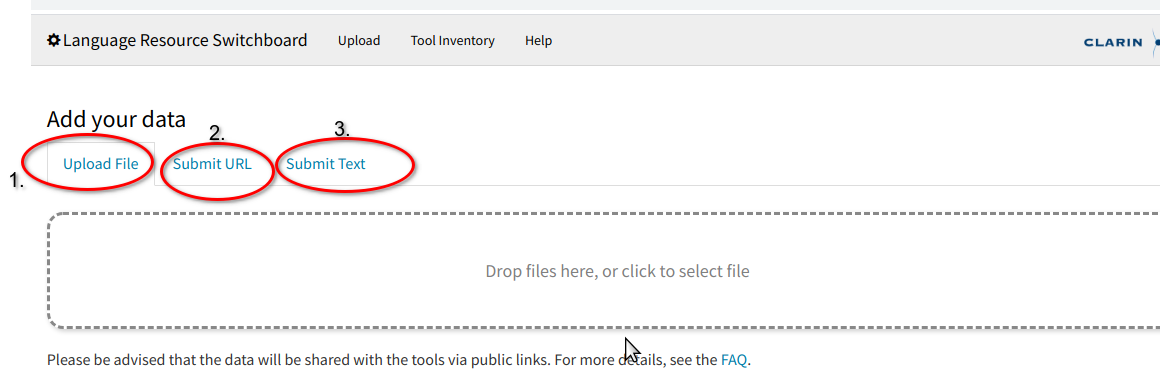 Language Resource Switchboard Upload Tool Inventory Help CLARIN
Add your data
1. Upload File 2. Submit URL 3. Submit Text
Drop files here, or click to select file
Please be advised that the data will be shared with the tools via public links. For more details, see the FAQ.